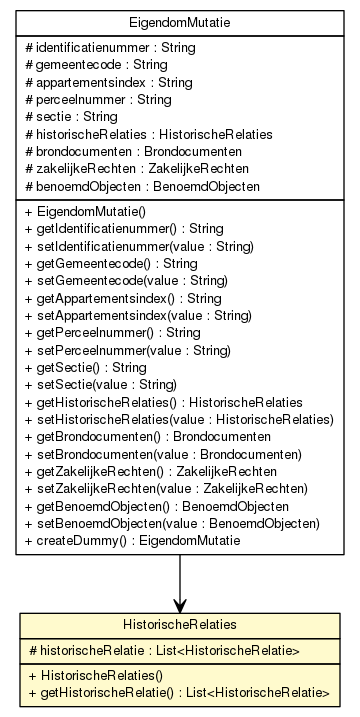 EigendomMutatie
# identificatienummer : String
# gemeentecode : String
# appartementsindex : String
# perceelnummer : String
# sectie : String
# historischeRelaties : HistorischeRelaties
# brondocumenten : Brondocumenten
# zakelijkeRechten : ZakelijkeRechten
# benoemdObjecten : BenoemdObjecten
+ EigendomMutatie()
+ getIdentificatienummer() : String
+ setIdentificatienummer(value : String)
+ getGemeentecode() : String
+ setGemeentecode(value : String)
+ getAppartementsindex() : String
+ setAppartementsindex(value : String)
+ getPerceelnummer() : String
+ setPerceelnummer(value : String)
+ getSectie() : String
+ setSectie(value : String)
+ getHistorischeRelaties() : HistorischeRelaties
+ setHistorischeRelaties(value : HistorischeRelaties)
+ getBrondocumenten() : Brondocumenten
+ setBrondocumenten(value : Brondocumenten)
+ getZakelijkeRechten() : ZakelijkeRechten
+ setZakelijkeRechten(value : ZakelijkeRechten)
+ getBenoemdObjecten() : BenoemdObjecten
+ setBenoemdObjecten(value : BenoemdObjecten)
+ createDummy() : EigendomMutatie
HistorischeRelaties
# historischeRelatie : List<HistorischeRelatie>
+ HistorischeRelaties()
+ getHistorischeRelatie() : List<HistorischeRelatie>